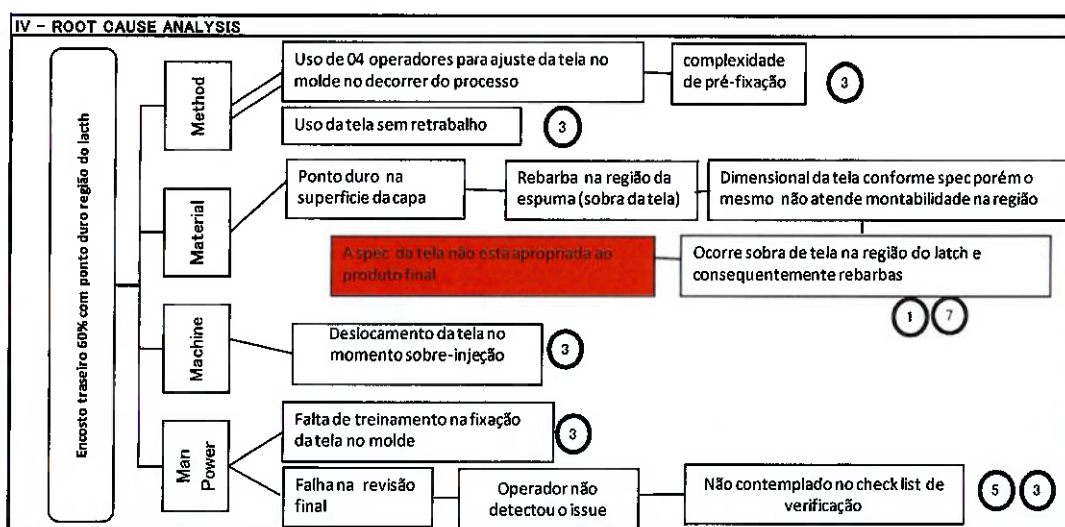 IV - ROOT CAUSE ANALYSIS
Encosto traseiro 60% com ponto duro região do lacth
Method
Uso de 04 operadores para ajuste da tela no
molde no decorrer do processo
complexidade
de pré-fixação
3
Uso da tela sem retrabalho
3
Material
Ponto duro na
superficie da capa
Rebarba na região da
espuma (sobra da tela)
Dimensional da tela conforme spec porém o
mesmo não atende montabilidade na região
A spec da tela não esta apropriada ao
produto final
Ocorre sobra de tela na região do latch e
consequentemente rebarbas
1 7
Machine
Deslocamento da tela no
momento sobre-injeção
3
Man
Power
Falta de treinamento na fixação
da tela no molde
3
Falha na revisão
final
Operador não
detectou o issue
Não contemplado no check list de
verificação
5 3